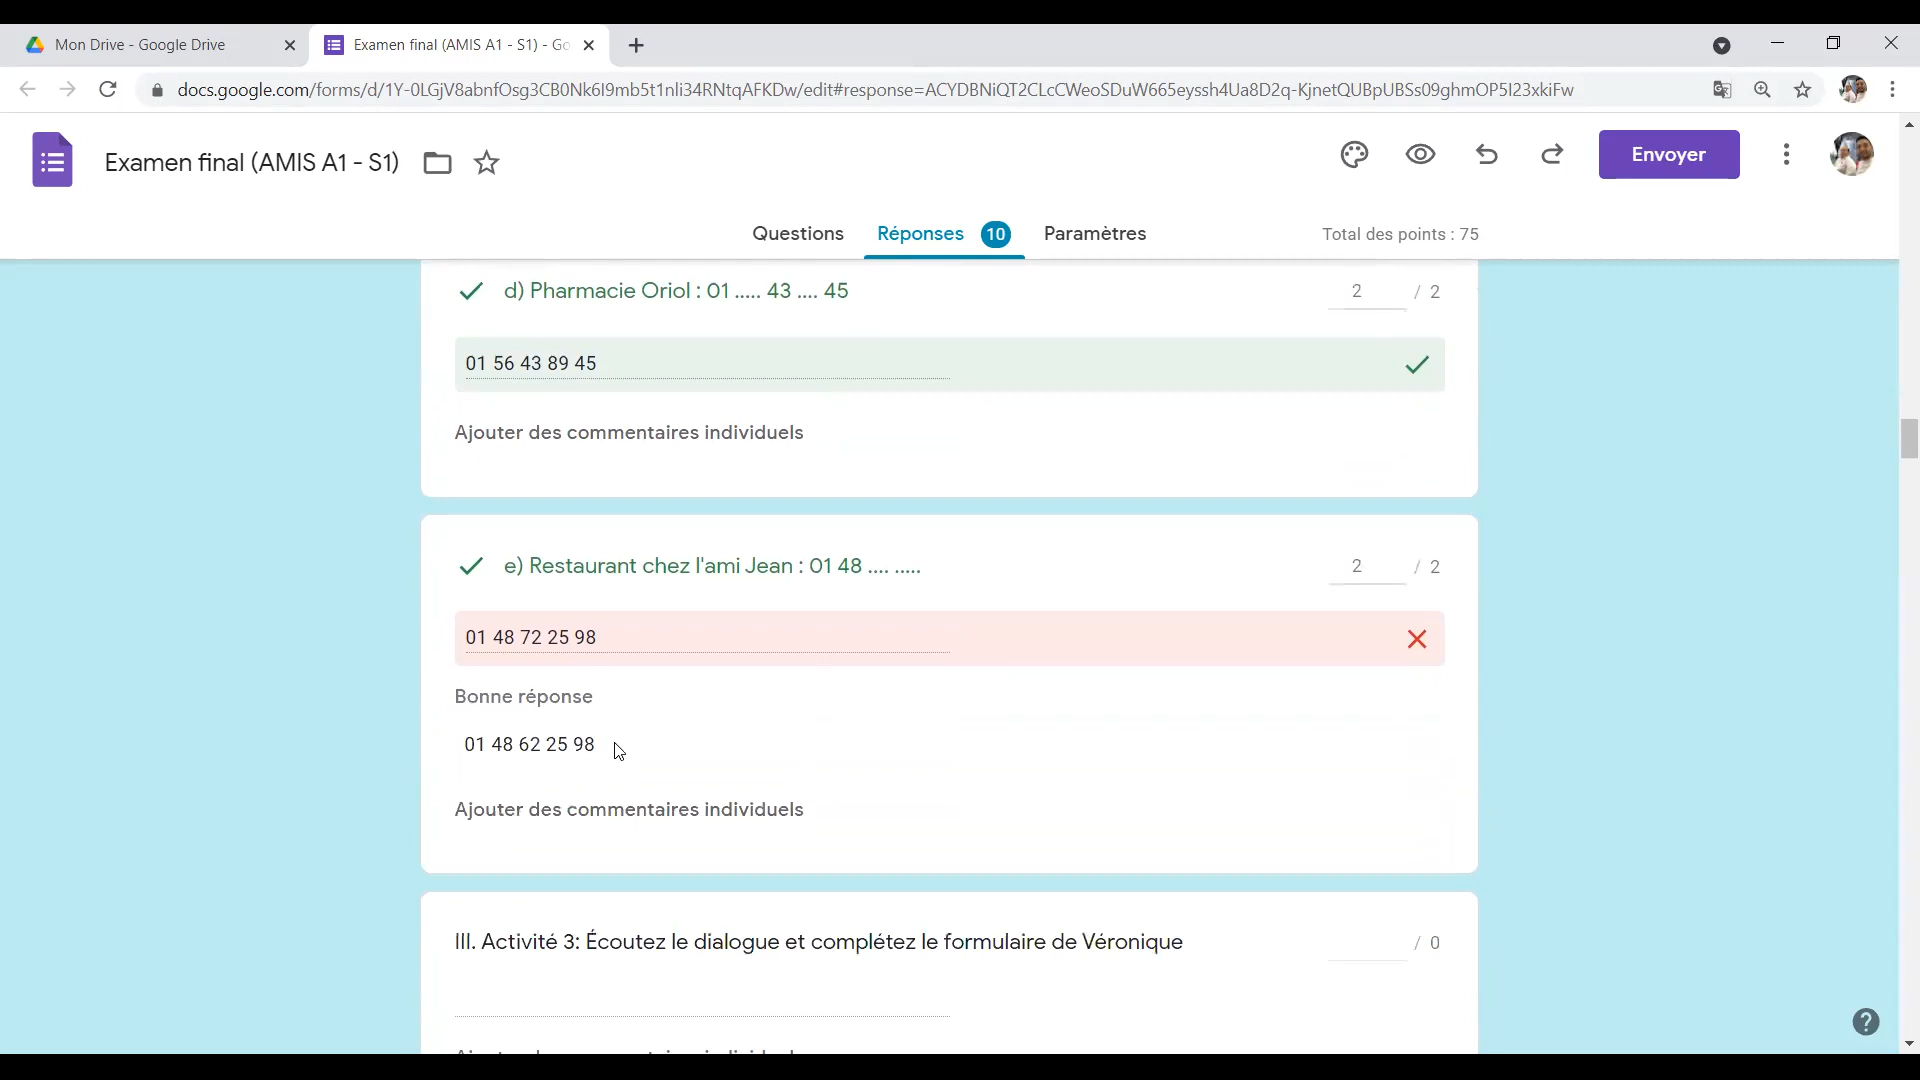 Mon Drive - Google Drive
Examen final (AMIS A1 - S1) - Go
docs.google.com/forms/d/1Y-0LGjV8abnfOsg3CB0Nk6I9mb5t1nli34RNtqAFKDw/edit#response=ACYDBNiQT2CLcCWeoSDuW665eyssh4Ua8D2q-KjnetQUBpUBSs09ghmOP5I23xkiFw
Examen final (AMIS A1 - S1)
Envoyer
Questions Réponses 10 Paramètres Total des points : 75
d) Pharmacie Oriol : 01 ..... 43 .... 45 2 / 2
01 56 43 89 45
Ajouter des commentaires individuels
e) Restaurant chez l'ami Jean : 01 48 .... ..... 2 / 2
01 48 72 25 98
Bonne réponse
01 48 62 25 98
Ajouter des commentaires individuels
III. Activité 3: Écoutez le dialogue et complétez le formulaire de Véronique / 0